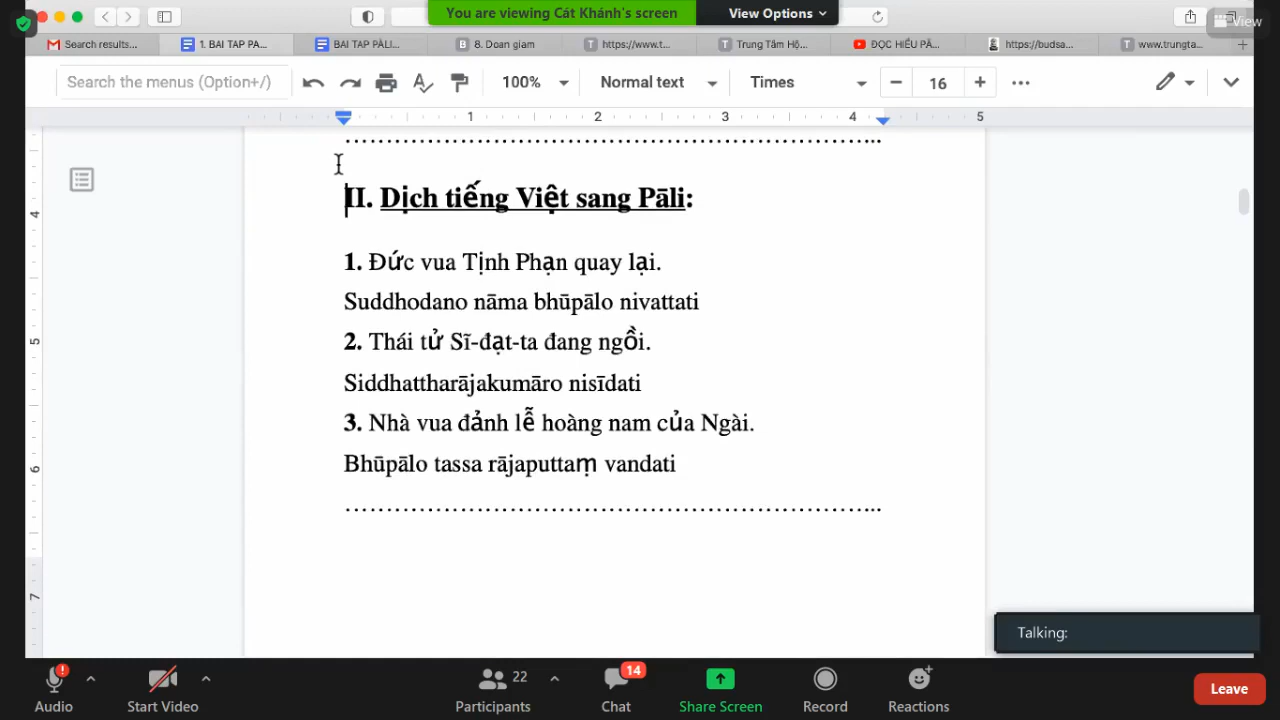 You are viewing Cát Khánh's screen
View Options
View
Search results...
1. BAI TAP PA...
BAI TAP PÀLI...
8. Doan giam
https://www.t...
Trung Tâm Hộ...
ĐỌC HIỂU PĀ...
https://budsa...
www.trungta...
Search the menus (Option+/)
100%
Normal text
Times
16
1 2 3 4 5
4
5
6
7
II. Dịch tiếng Việt sang Pāli:
1. Đức vua Tịnh Phạn quay lại.
Suddhodano nāma bhūpālo nivattati
2. Thái tử Sĩ-đạt-ta đang ngồi.
Siddhattharājakumāro nisīdati
3. Nhà vua đảnh lễ hoàng nam của Ngài.
Bhūpālo tassa rājaputtaṃ vandati
Talking:
22
14
Audio
Start Video
Participants
Chat
Share Screen
Record
Reactions
Leave